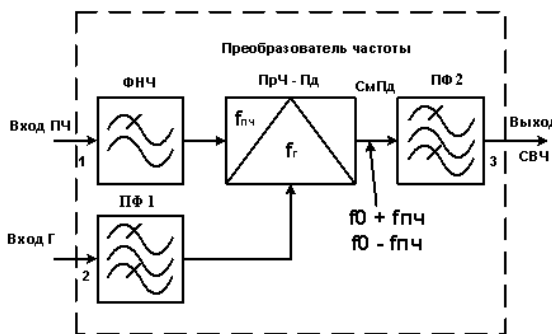 Преобразователь частоты
ФНЧ
ПрЧ - Пд
СмПд
ПФ 2
Вход ПЧ
1
fпч
fг
Выход
3
СВЧ
ПФ 1
f0 + fпч
f0 - fпч
Вход Г
2